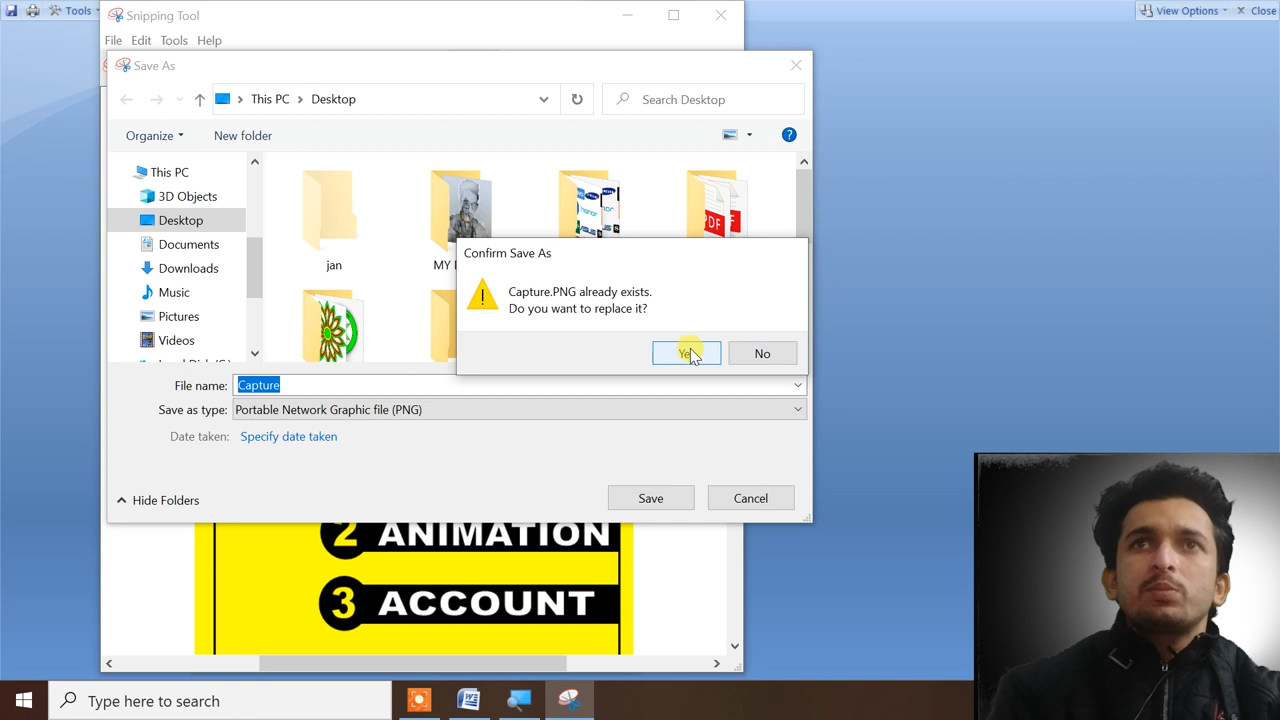 Tools
View Options
Close
Snipping Tool
File Edit Tools Help
Save As
This PC
Desktop
Search Desktop
Organize
New folder
This PC
3D Objects
Desktop
Documents
Downloads
Music
Pictures
Videos
jan
PDF
Confirm Save As
Capture.PNG already exists.
Do you want to replace it?
No
File name: Capture
Save as type: Portable Network Graphic file (PNG)
Date taken: Specify date taken
Hide Folders
Save
Cancel
2 ANIMATION
3 ACCOUNT
Type here to search